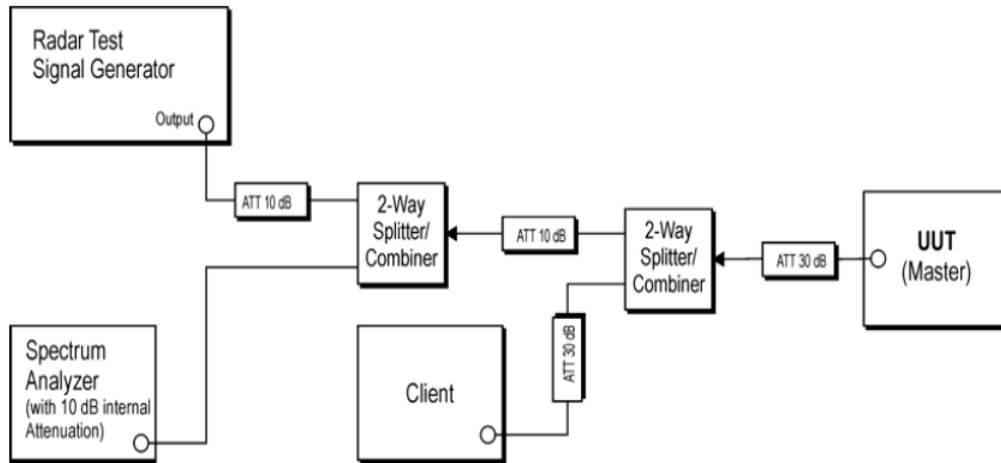 Radar Test
Signal Generator
Output
ATT 10 dB
2-Way
Splitter/
Combiner
ATT 10 dB
2-Way
Splitter/
Combiner
ATT 30 dB
UUT
(Master)
Spectrum
Analyzer
(with 10 dB internal
Attenuation)
Client
ATT 30 dB